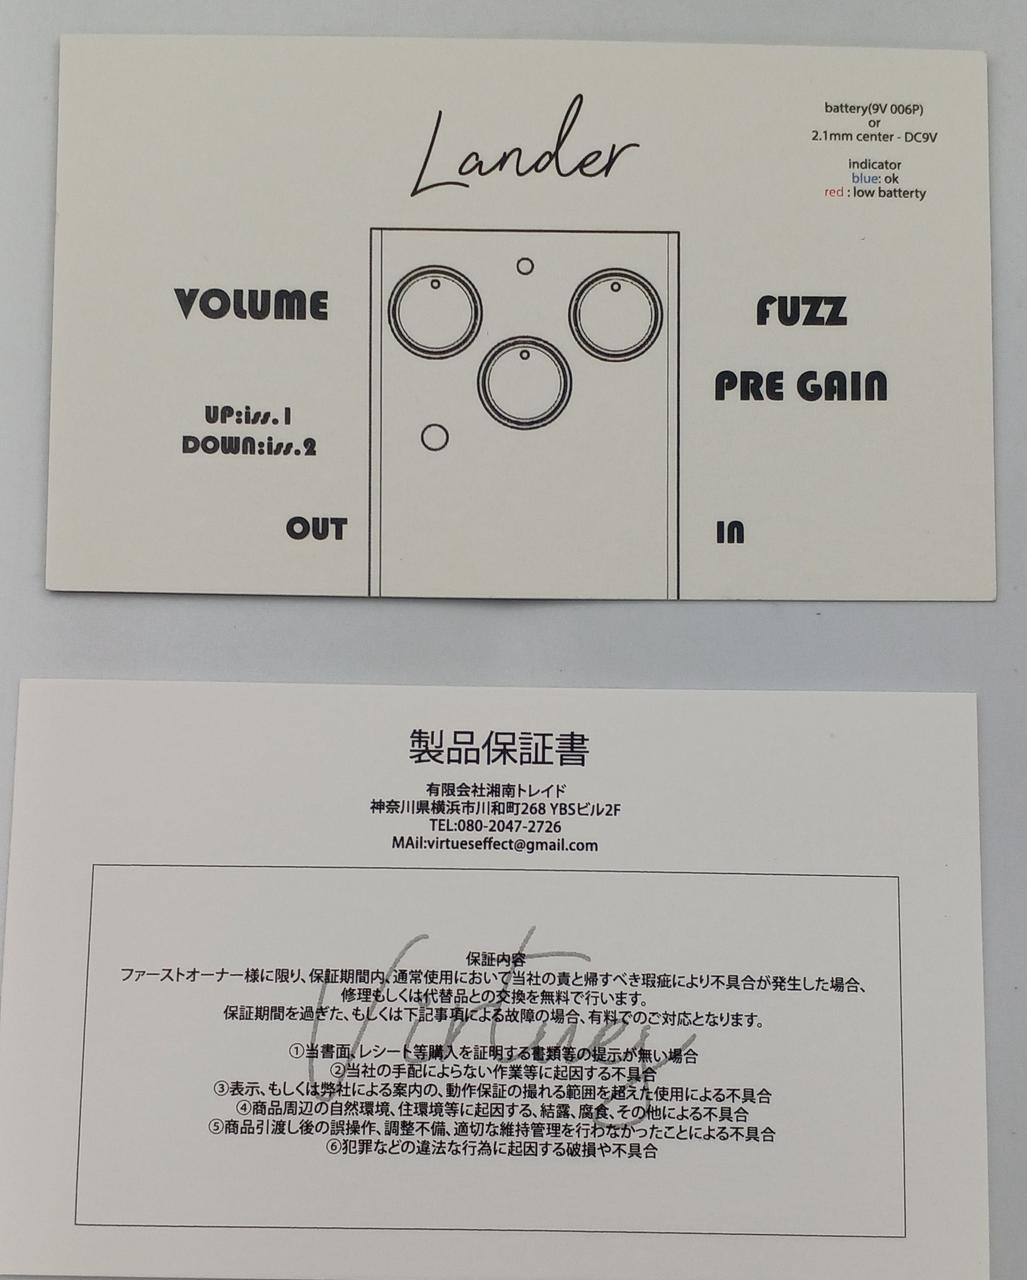 Lander
battery(9V 006P)
or
2.1mm center - DC9V
indicator
blue: ok
red : low batterty
VOLUME
FUZZ
PRE GAIN
UP:iss.1
DOWN:iss.2
OUT
IN
製品保証書
有限会社湘南トレイド
神奈川県横浜市川和町268 YBSビル2F
TEL:080-2047-2726
MAil:virtueseffect@gmail.com
Virtues
保証内容
ファーストオーナー様に限り、保証期間内、通常使用において当社の責と帰すべき瑕疵により不具合が発生した場合、
修理もしくは代替品との交換を無料で行います。
保証期間を過ぎた、もしくは下記事項による故障の場合、有料でのご対応となります。
①当書面、レシート等購入を証明する書類等の提示が無い場合
②当社の手配によらない作業等に起因する不具合
③表示、もしくは弊社による案内の、動作保証の撮れる範囲を超えた使用による不具合
④商品周辺の自然環境、住環境等に起因する、結露、腐食、その他による不具合
⑤商品引渡し後の誤操作、調整不備、適切な維持管理を行わなかったことによる不具合
⑥犯罪などの違法な行為に起因する破損や不具合